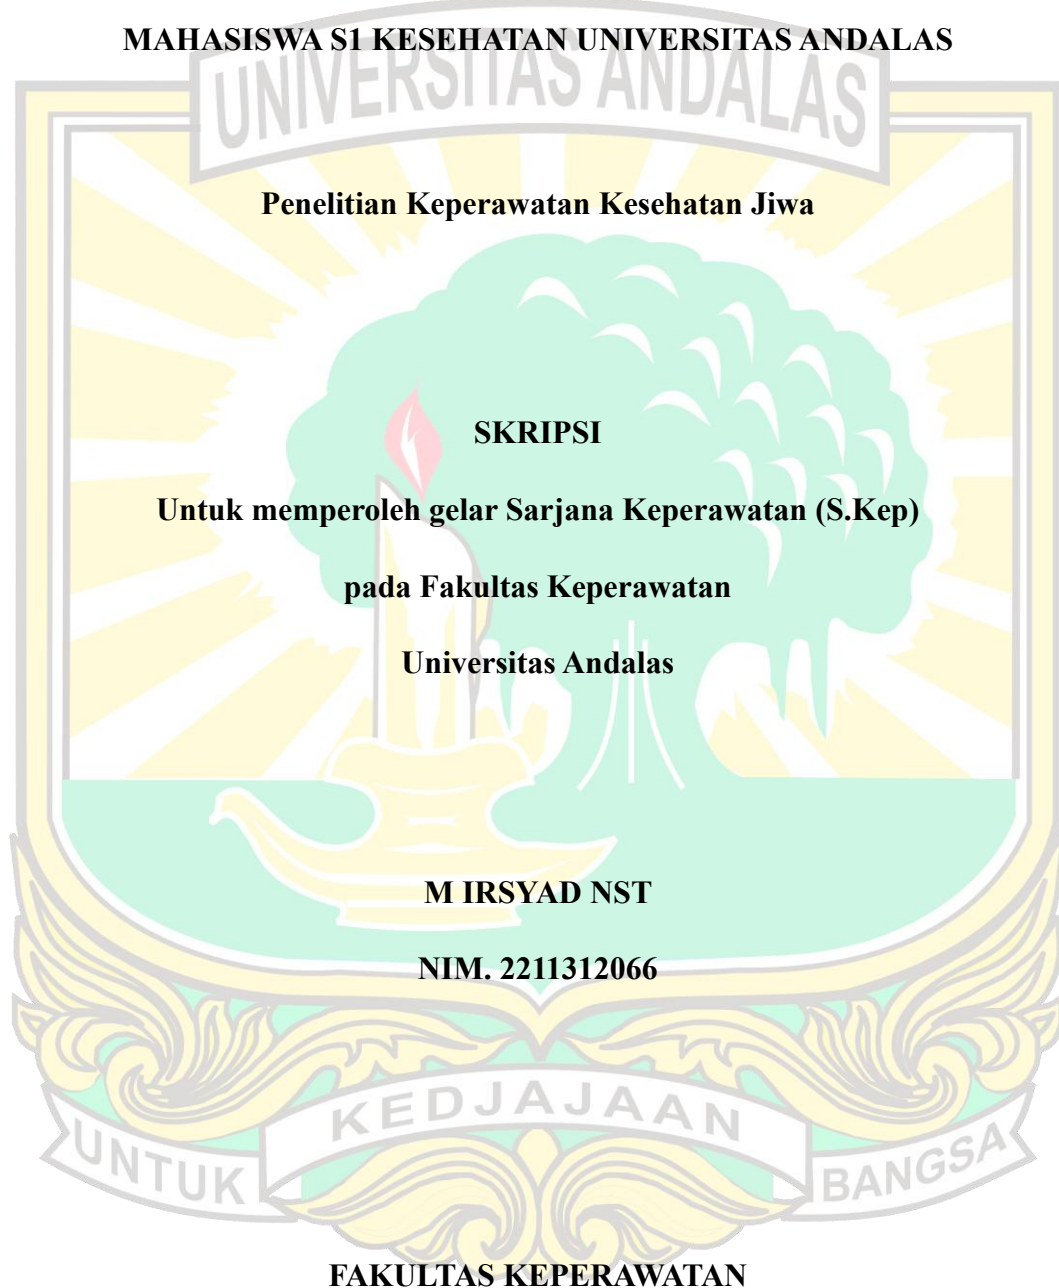 MAHASISWA S1 KESEHATAN UNIVERSITAS ANDALAS
UNIVERSITAS ANDALAS
Penelitian Keperawatan Kesehatan Jiwa
SKRIPSI
Untuk memperoleh gelar Sarjana Keperawatan (S.Kep)
pada Fakultas Keperawatan
Universitas Andalas
M IRSYAD NST
NIM. 2211312066
UNTUK KEDJAJAAN BANGSA
FAKULTAS KEPERAWATAN